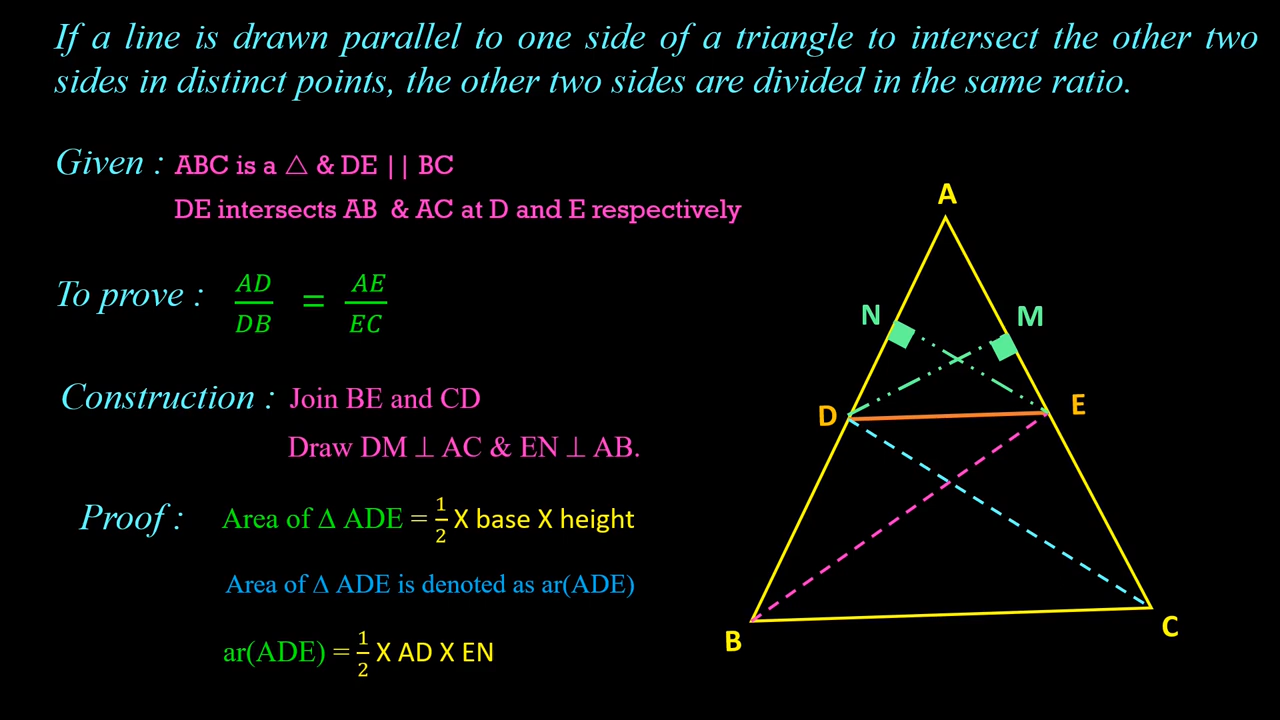 If a line is drawn parallel to one side of a triangle to intersect the other two
sides in distinct points, the other two sides are divided in the same ratio.
Given : ABC is a △ & DE || BC
DE intersects AB & AC at D and E respectively
To prove : AD/DB = AE/EC
Construction : Join BE and CD
Draw DM ⊥ AC & EN ⊥ AB.
Proof : Area of Δ ADE = 1/2 X base X height
Area of Δ ADE is denoted as ar(ADE)
ar(ADE) = 1/2 X AD X EN
A
N
M
D
E
B
C